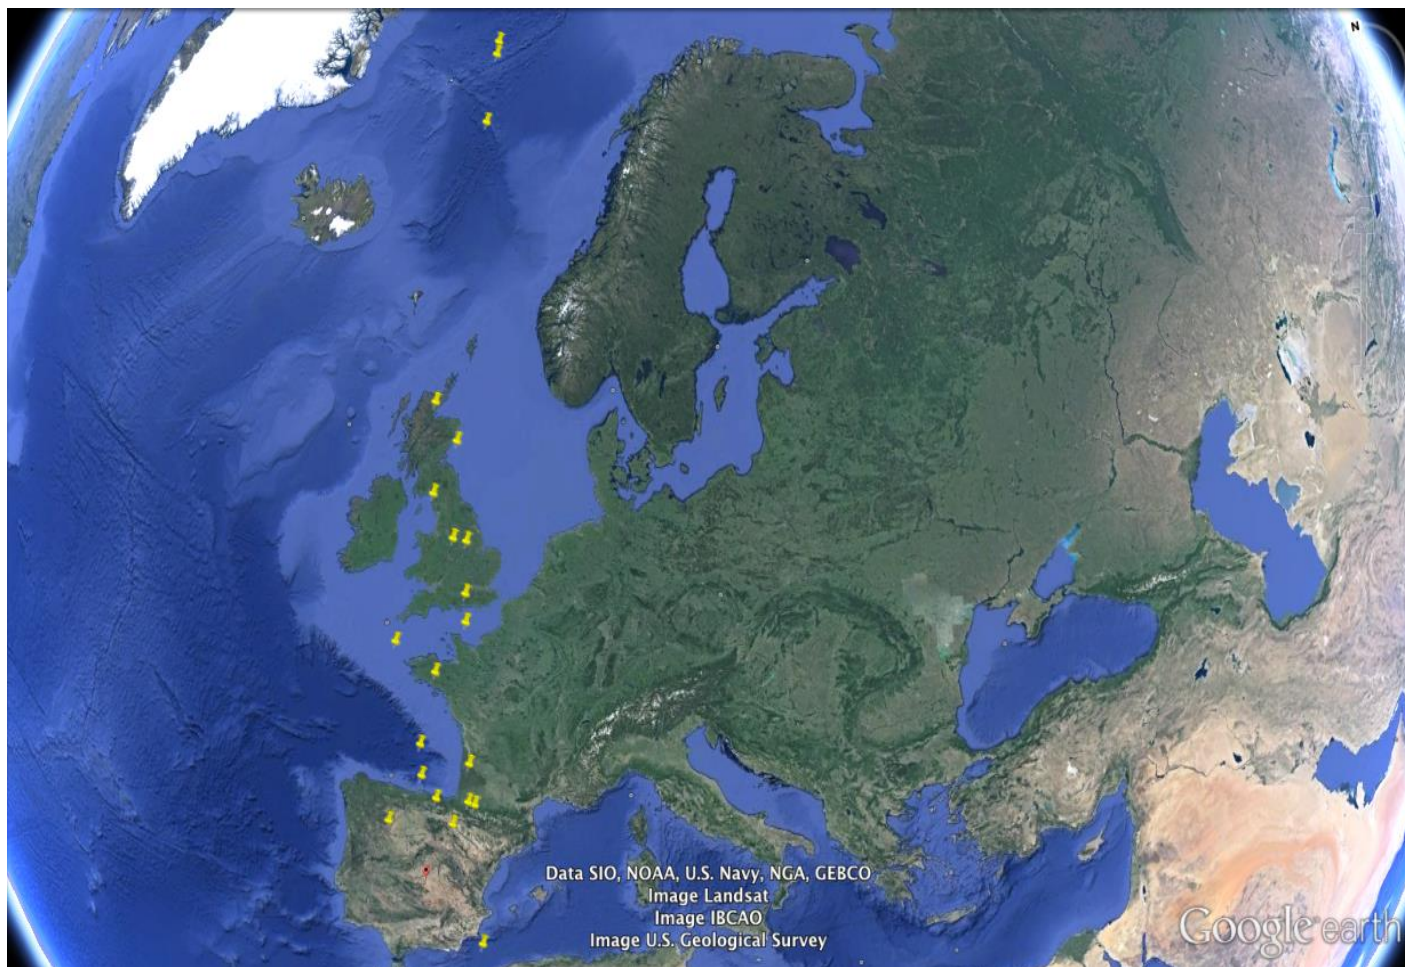 N
Data SIO, NOAA, U.S. Navy, NGA, GEBCO
Image Landsat
Image IBCAO
Image U.S. Geological Survey
Google earth